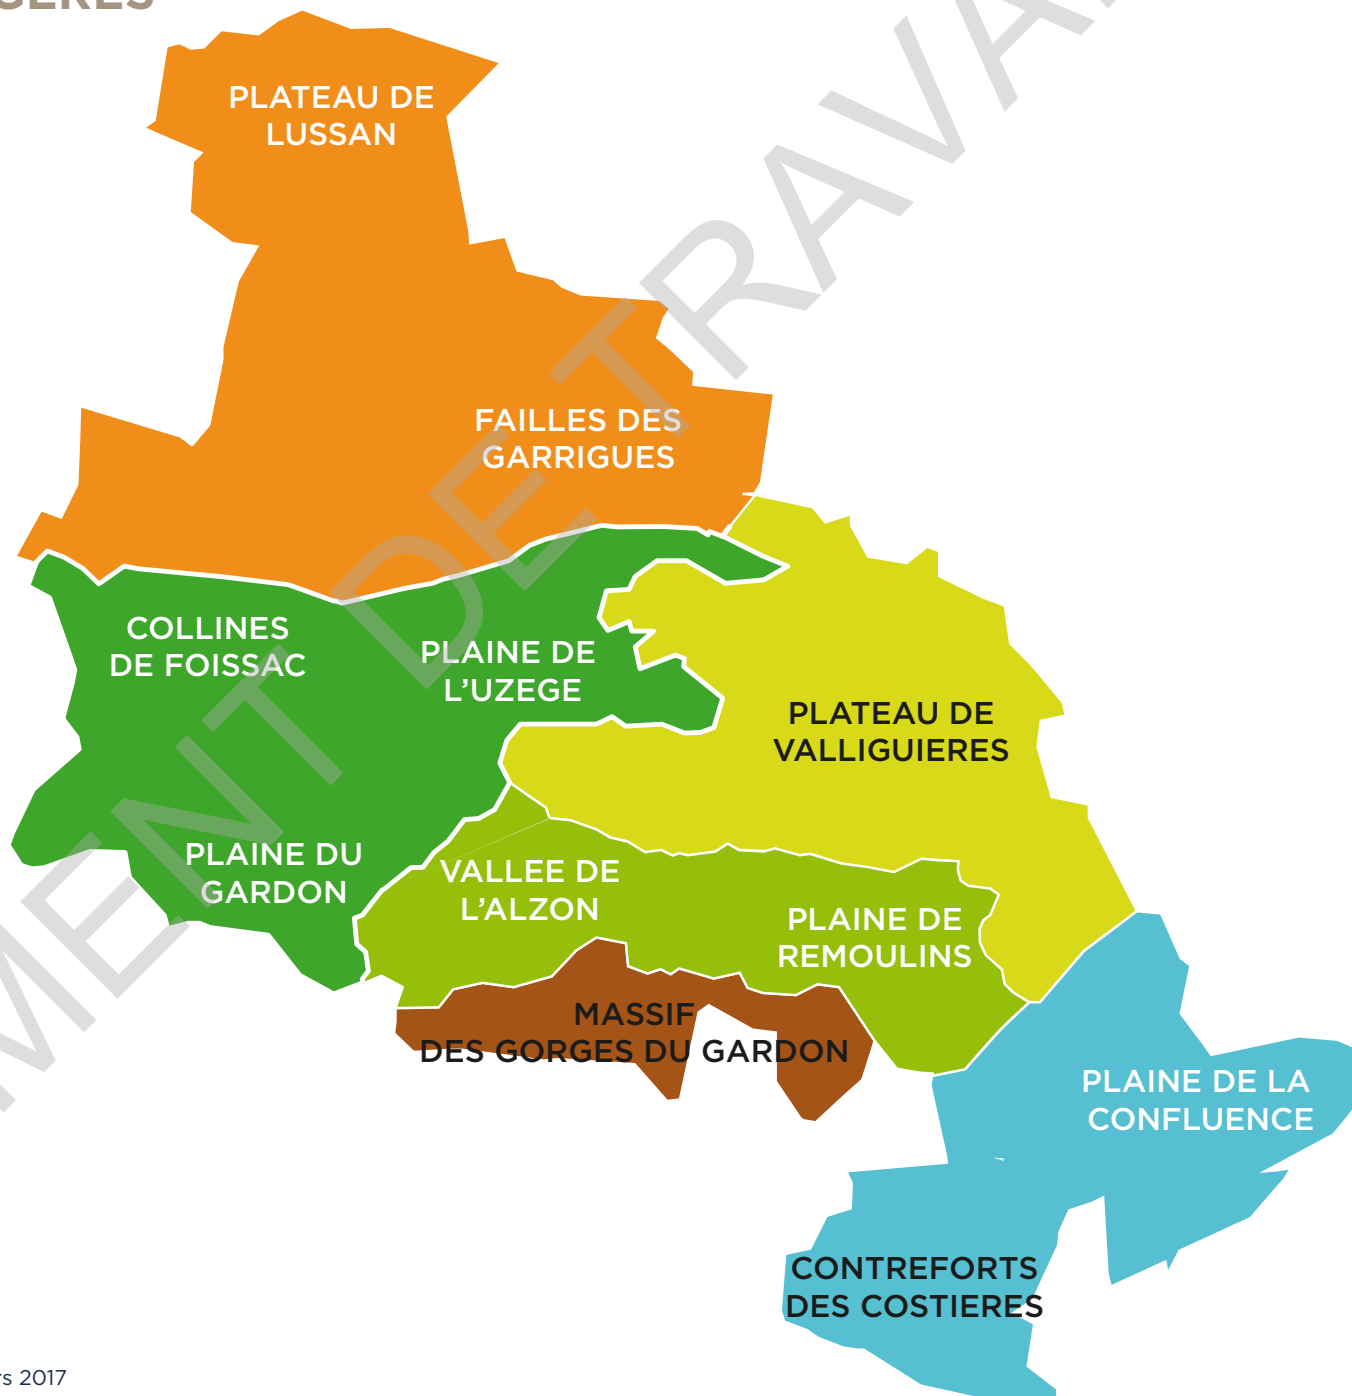 PLATEAU DE
LUSSAN
FAILLES DES
GARRIGUES
COLLINES
DE FOISSAC
PLAINE DE
L'UZEGE
PLATEAU DE
VALLIGUIERES
PLAINE DU
GARDON
VALLEE DE
L'ALZON
PLAINE DE
REMOULINS
MASSIF
DES GORGES DU GARDON
PLAINE DE LA
CONFLUENCE
CONTREFORTS
DES COSTIERES
2017
DE